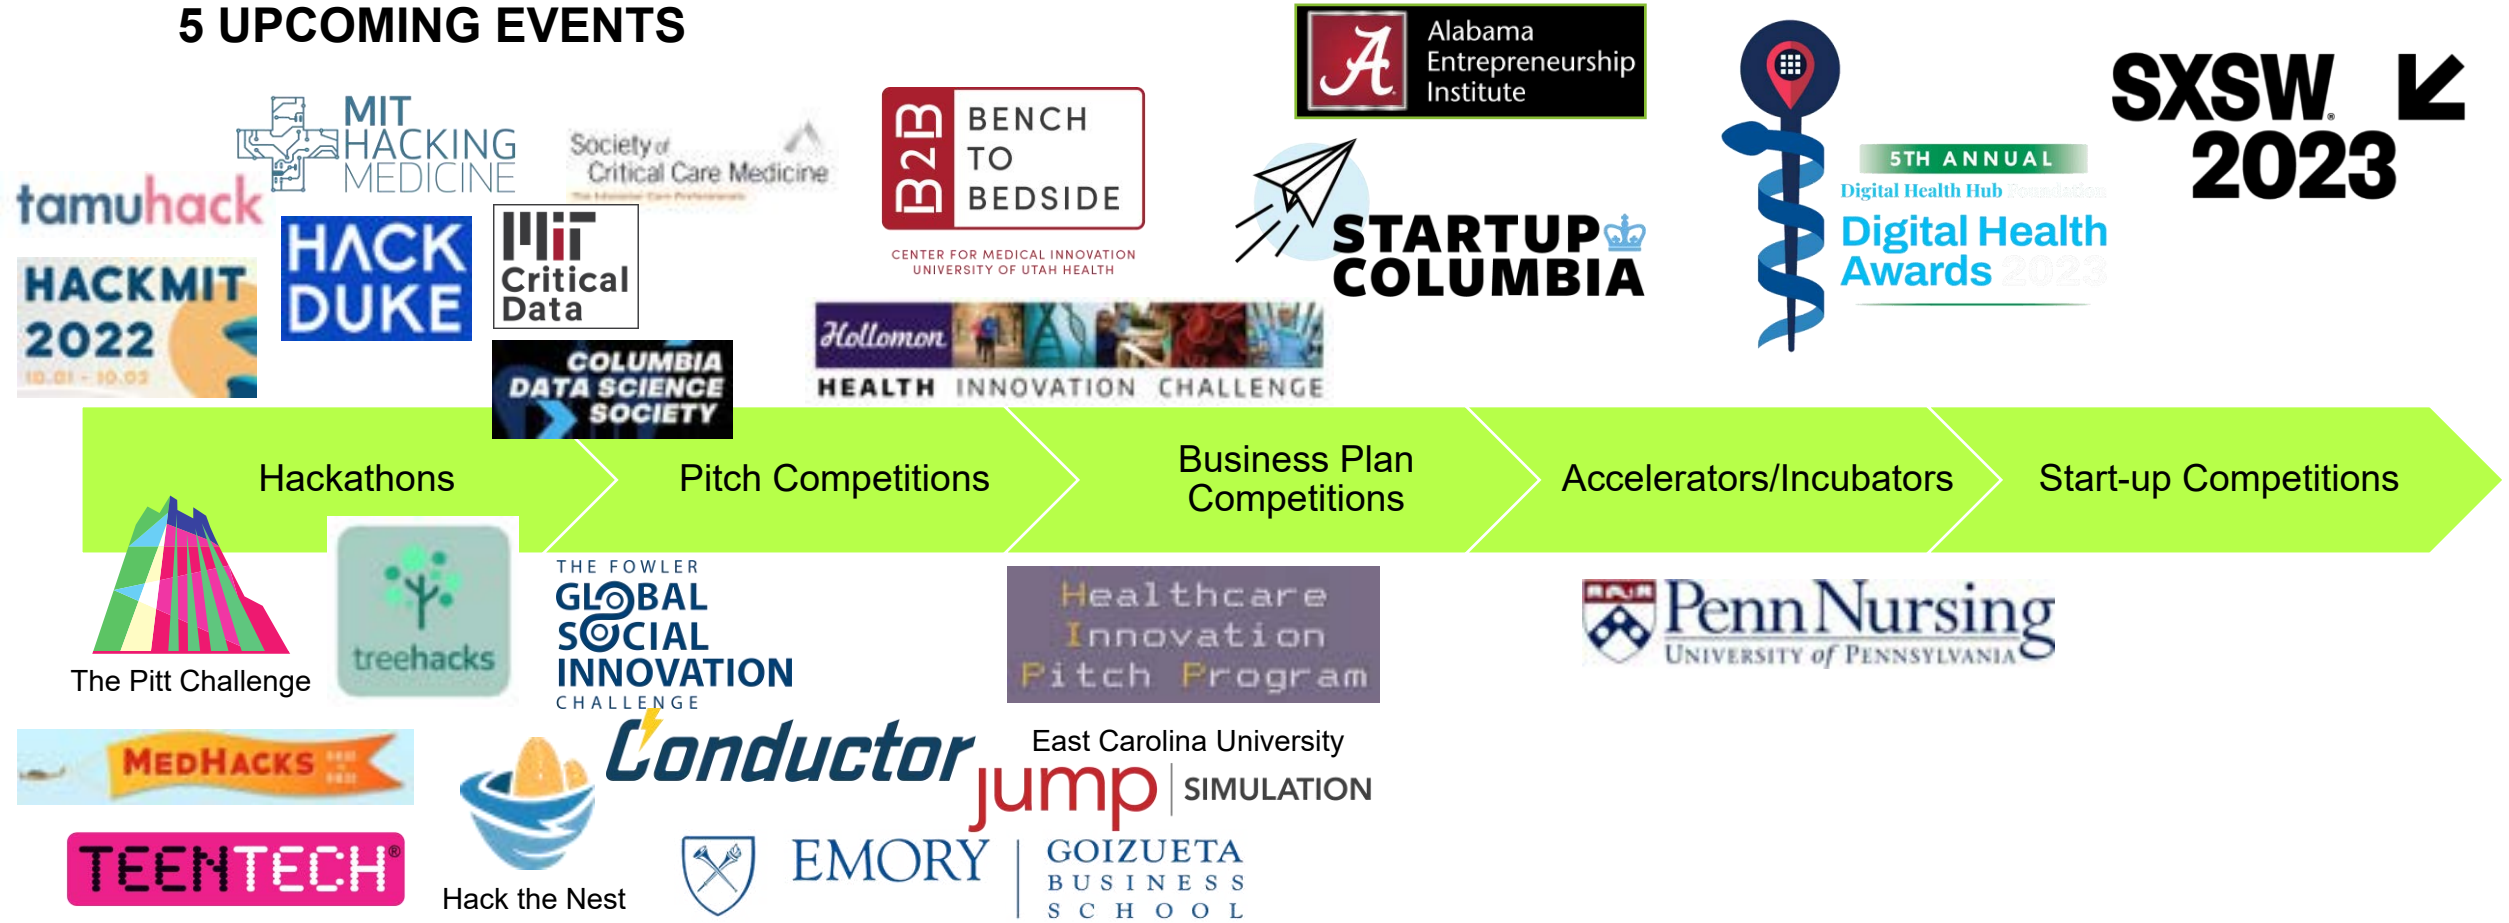 5 UPCOMING EVENTS
MIT
HACKING
MEDICINE
Society of
Critical Care Medicine
tamuhack
HACKMIT
2022
10.01 - 10.02
HACK
DUKE
MIT
Critical
Data
COLUMBIA
DATA SCIENCE
SOCIETY
B2B
BENCH
TO
BEDSIDE
CENTER FOR MEDICAL INNOVATION
UNIVERSITY OF UTAH HEALTH
Hollomon
HEALTH INNOVATION CHALLENGE
A
Alabama
Entrepreneurship
Institute
STARTUP
COLUMBIA
5TH ANNUAL
Digital Health Hub Foundation
Digital Health
Awards 2023
SXSW®
2023
Hackathons
Pitch Competitions
Business Plan
Competitions
Accelerators/Incubators
Start-up Competitions
The Pitt Challenge
treehacks
THE FOWLER
GLOBAL
SOCIAL
INNOVATION
CHALLENGE
Healthcare
Innovation
Pitch Program
East Carolina University
Penn Nursing
UNIVERSITY of PENNSYLVANIA
MEDHACKS
TEENTECH®
Hack the Nest
Conductor
jump SIMULATION
EMORY
GOIZUETA
BUSINESS
SCHOOL